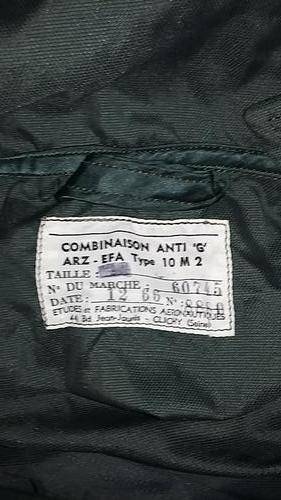 COMBINAISON ANTI 'G'
ARZ - EFA Type 10 M 2
TAILLE :
N° DU MARCHE : 60745
DATE : 12 65 N° :
ETUDES et FABRICATIONS AERONAUTIQUES
44 Bd. Jean-Jaurès - CLICHY (Seine)